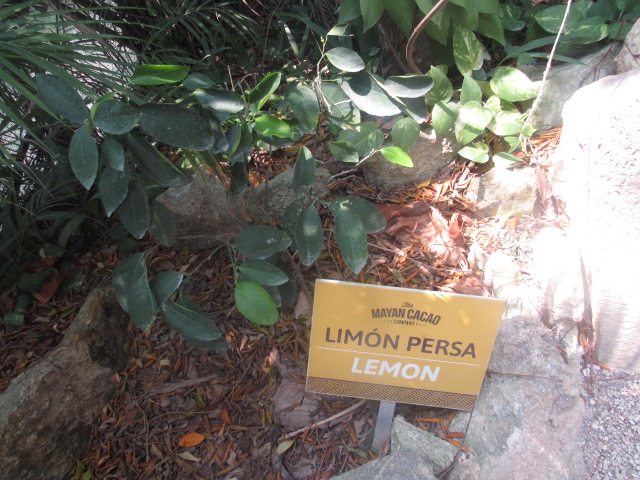 The
MAYAN CACAO
COMPANY
LIMÓN PERSA
LEMON